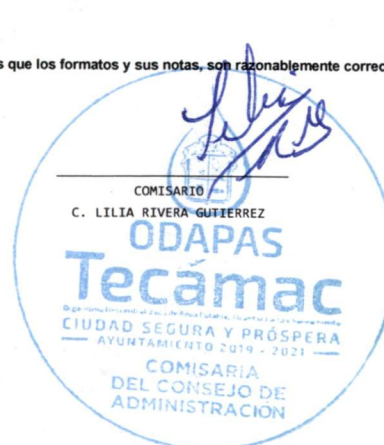 s que los formatos y sus notas, son razonablemente correc
COMISARIO
C. LILIA RIVERA GUTIERREZ
ODAPAS
Tecámac
CIUDAD SEGURA Y PRÓSPERA
AYUNTAMIENTO 2019 - 2021
COMISARIA
DEL CONSEJO DE
ADMINISTRACIÓN